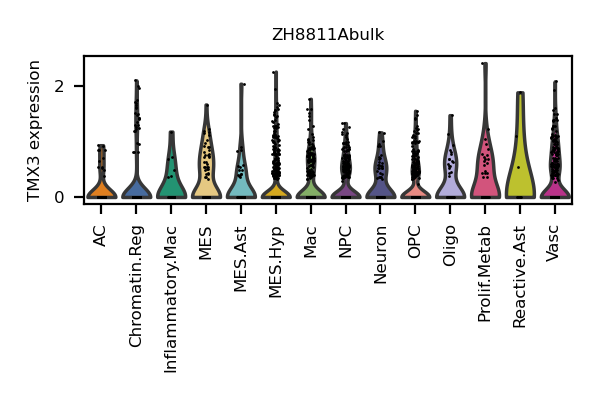 ZH8811Abulk
TMX3 expression
2
0
AC
Chromatin.Reg
Inflammatory.Mac
MES
MES.Ast
MES.Hyp
Mac
NPC
Neuron
OPC
Oligo
Prolif.Metab
Reactive.Ast
Vasc